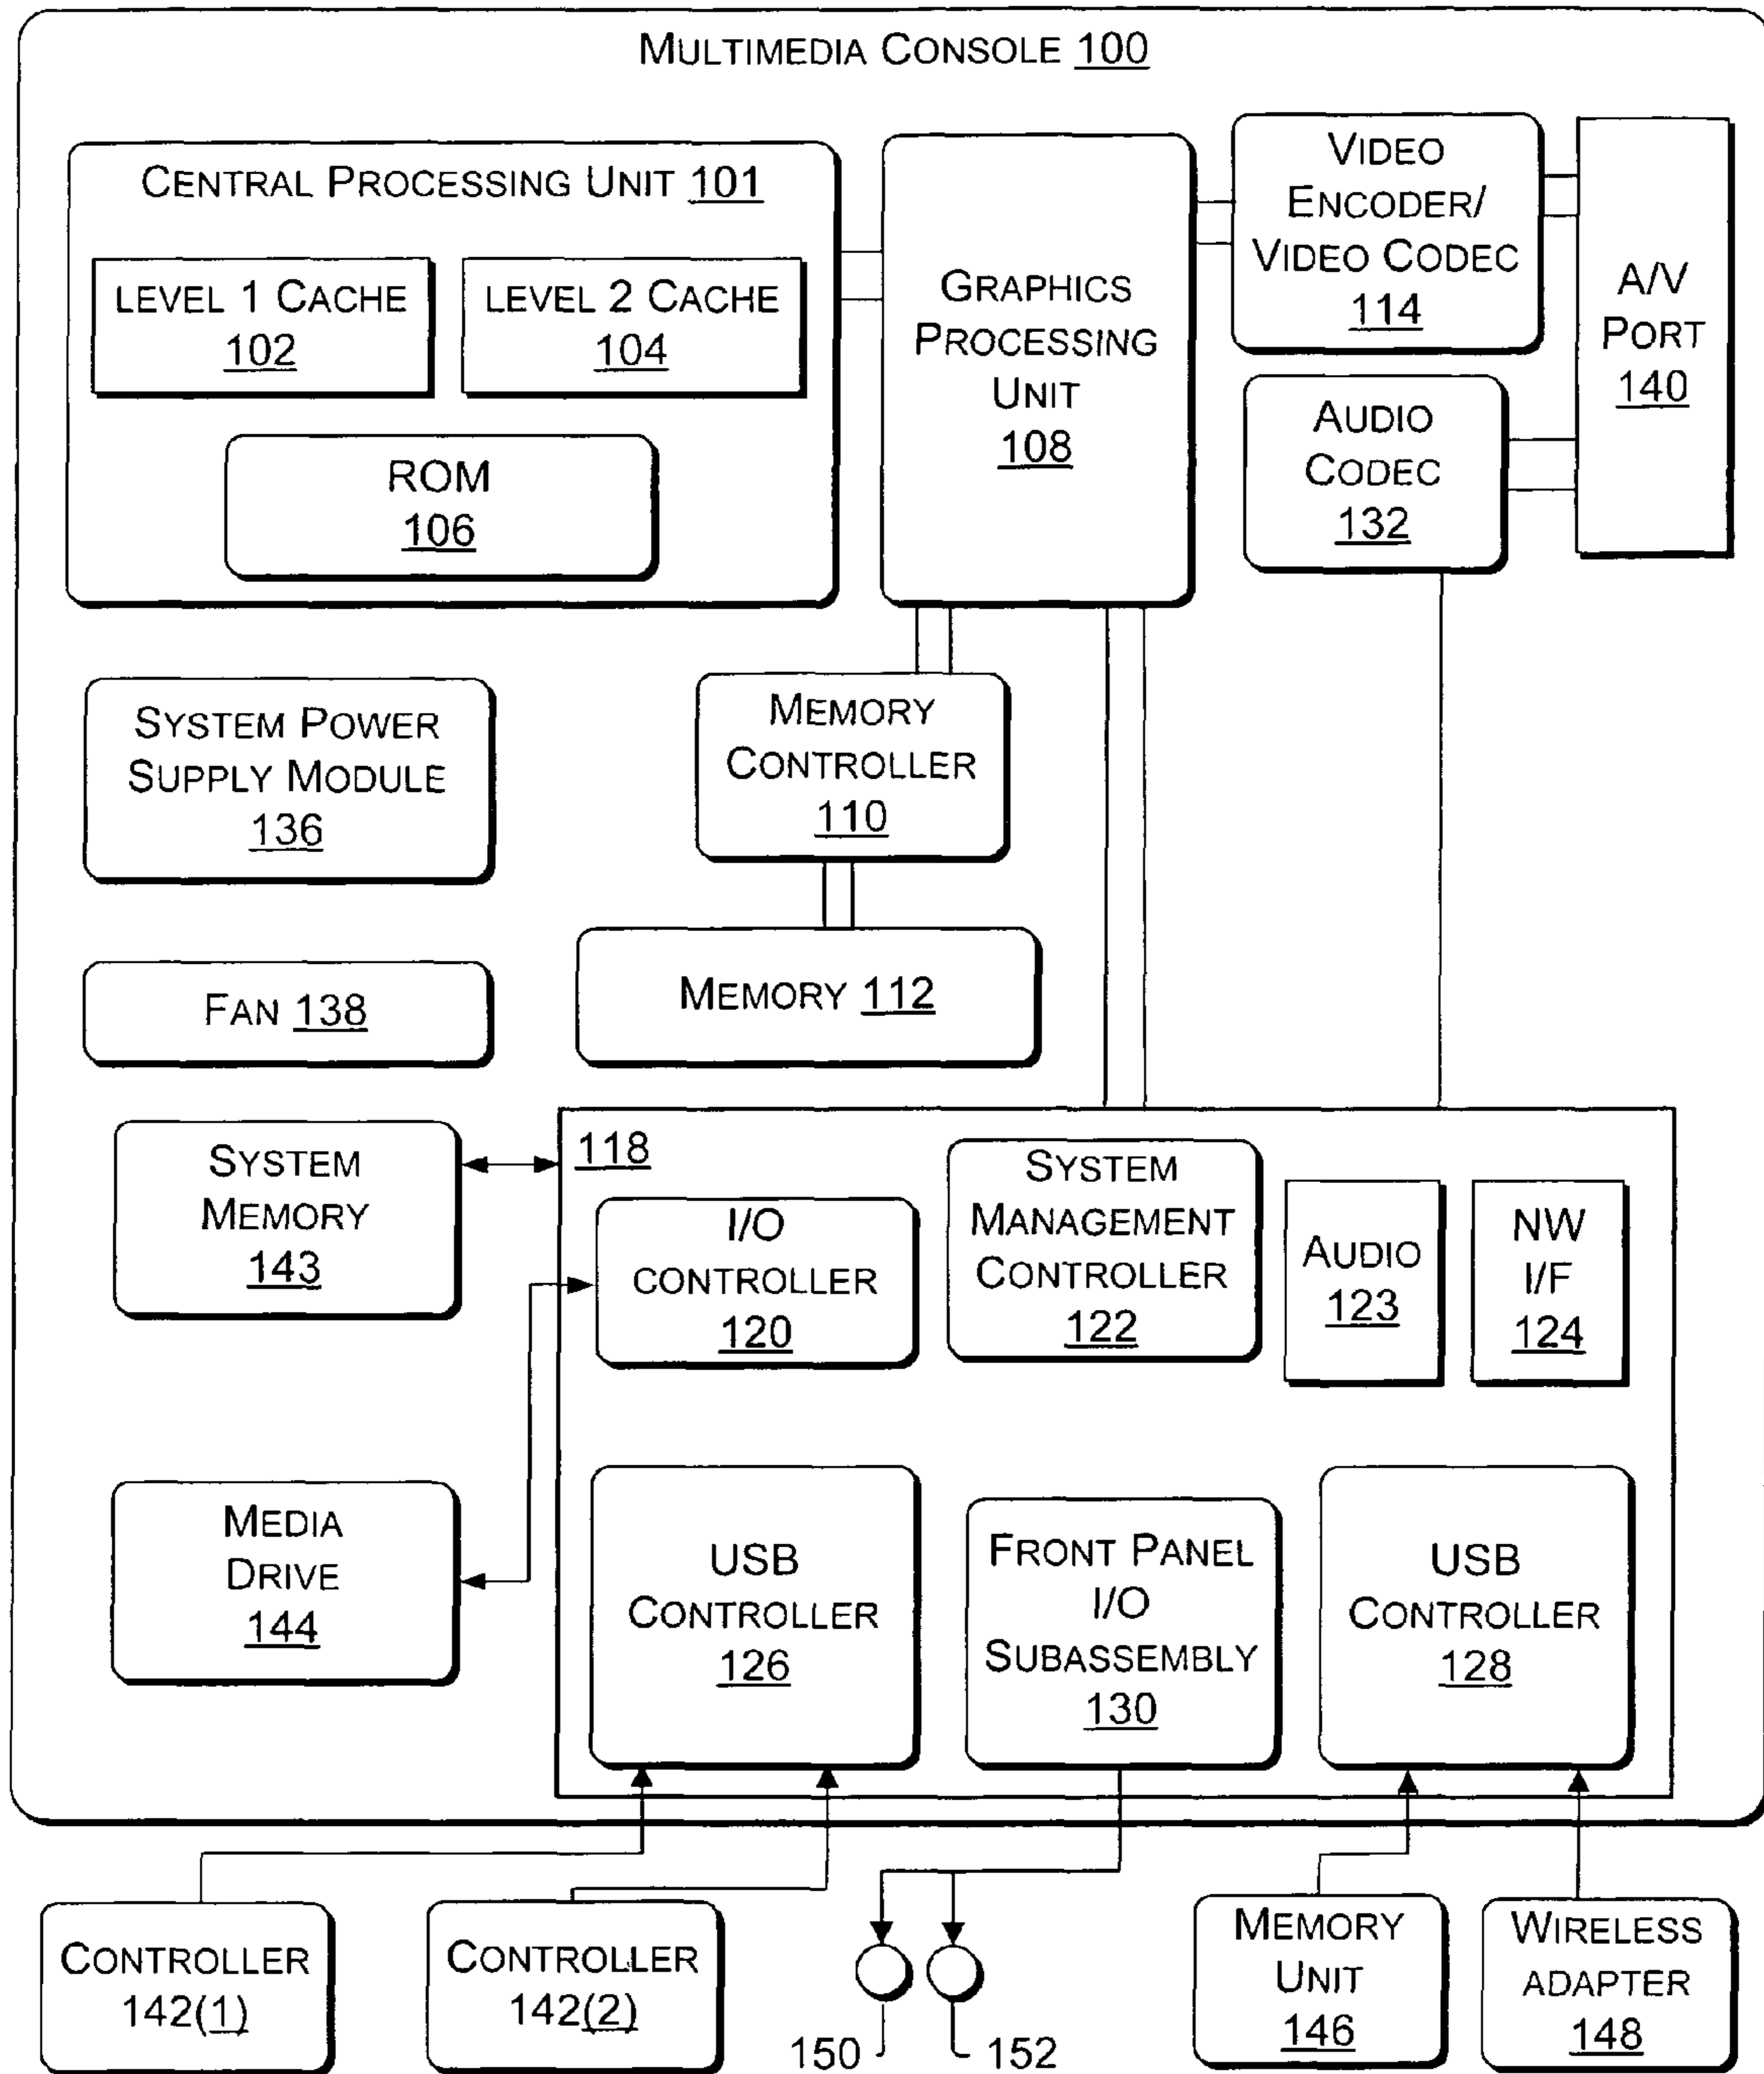 MULTIMEDIA CONSOLE 100
CENTRAL PROCESSING UNIT 101
LEVEL 1 CACHE
102
LEVEL 2 CACHE
104
ROM
106
GRAPHICS
PROCESSING
UNIT
108
VIDEO
ENCODER/
VIDEO CODEC
114
A/V
PORT
140
AUDIO
CODEC
132
SYSTEM POWER
SUPPLY MODULE
136
MEMORY
CONTROLLER
110
FAN 138
MEMORY 112
SYSTEM
MEMORY
143
118
I/O
CONTROLLER
120
SYSTEM
MANAGEMENT
CONTROLLER
122
AUDIO
123
NW
I/F
124
MEDIA
DRIVE
144
USB
CONTROLLER
126
FRONT PANEL
I/O
SUBASSEMBLY
130
USB
CONTROLLER
128
CONTROLLER
142(1)
CONTROLLER
142(2)
150
152
MEMORY
UNIT
146
WIRELESS
ADAPTER
148